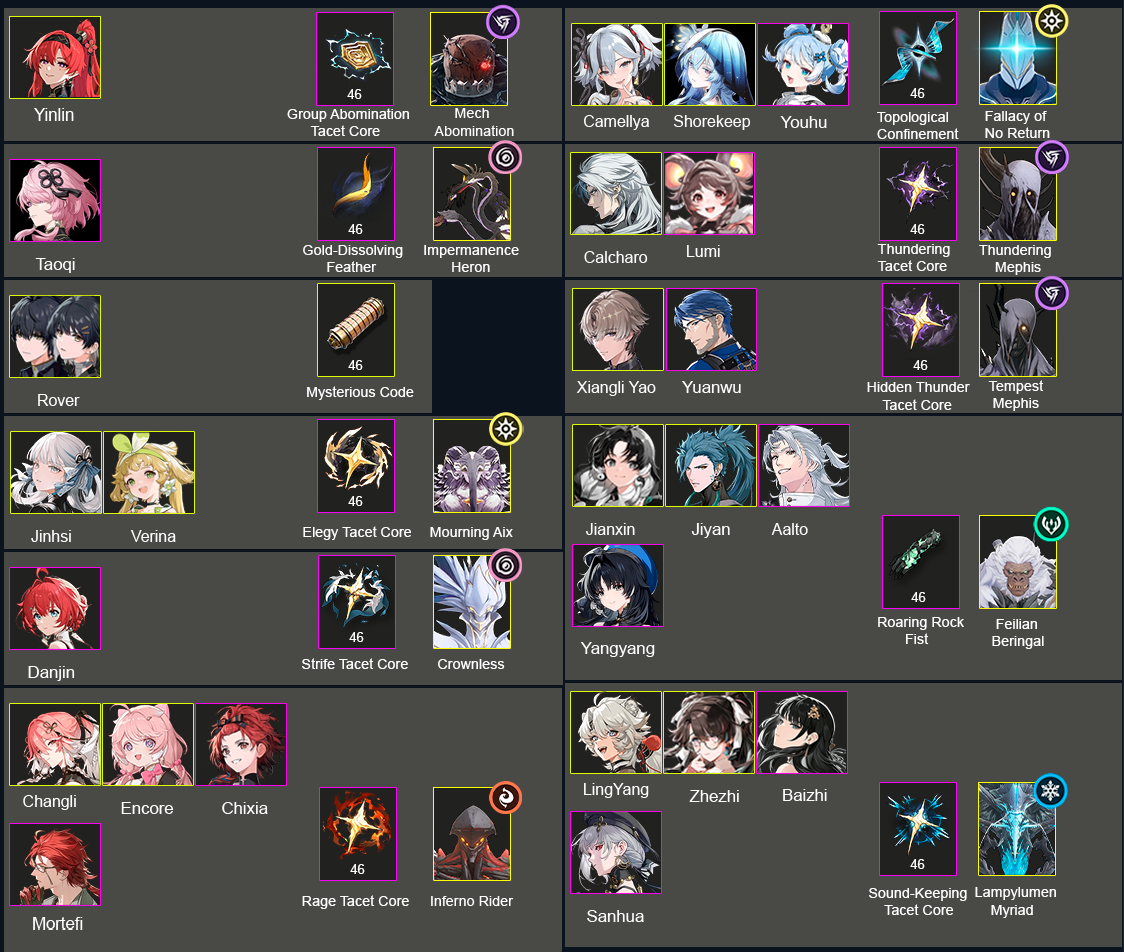 Yinlin
46
Group Abomination
Tacet Core
Mech
Abomination
Taoqi
46
Gold-Dissolving
Feather
Impermanence
Heron
Rover
46
Mysterious Code
Jinhsi
Verina
46
Elegy Tacet Core
Mourning Aix
Danjin
46
Strife Tacet Core
Crownless
Changli
Encore
Chixia
Mortefi
46
Rage Tacet Core
Inferno Rider
Camellya
Shorekeep
Youhu
46
Topological
Confinement
Fallacy of
No Return
Calcharo
Lumi
46
Thundering
Tacet Core
Thundering
Mephis
Xiangli Yao
Yuanwu
46
Hidden Thunder
Tacet Core
Tempest
Mephis
Jianxin
Jiyan
Aalto
Yangyang
46
Roaring Rock
Fist
Feilian
Beringal
LingYang
Zhezhi
Baizhi
Sanhua
46
Sound-Keeping
Tacet Core
Lampylumen
Myriad